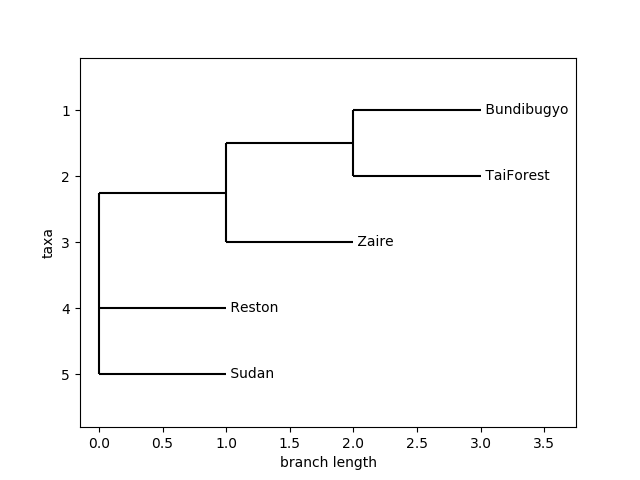 1
Bundibugyo
2
TaiForest
taxa
3
Zaire
4
Reston
5
Sudan
0.0 0.5 1.0 1.5 2.0 2.5 3.0 3.5
branch length